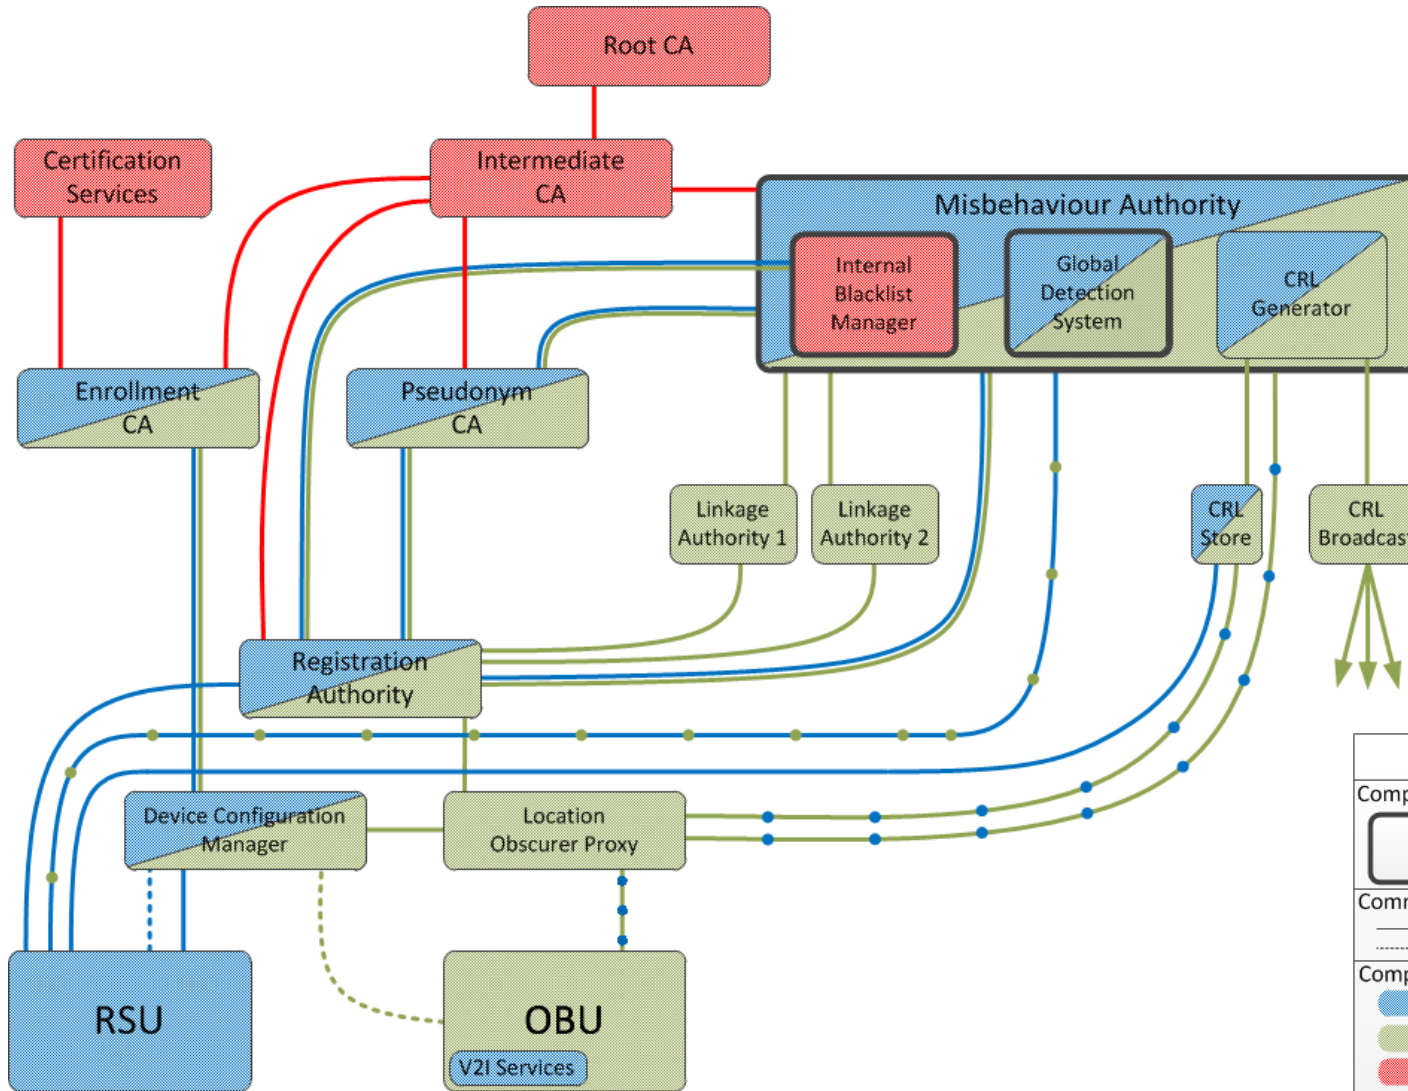 Root CA
Certification
Services
Intermediate
CA
Misbehaviour Authority
Internal
Blacklist
Manager
Global
Detection
System
CRL
Generator
Enrollment
CA
Pseudonym
CA
Linkage
Authority 1
Linkage
Authority 2
CRL
Store
CRL
Broadcast
Registration
Authority
Device Configuration
Manager
Location
Obscurer Proxy
RSU
OBU
V2I Services